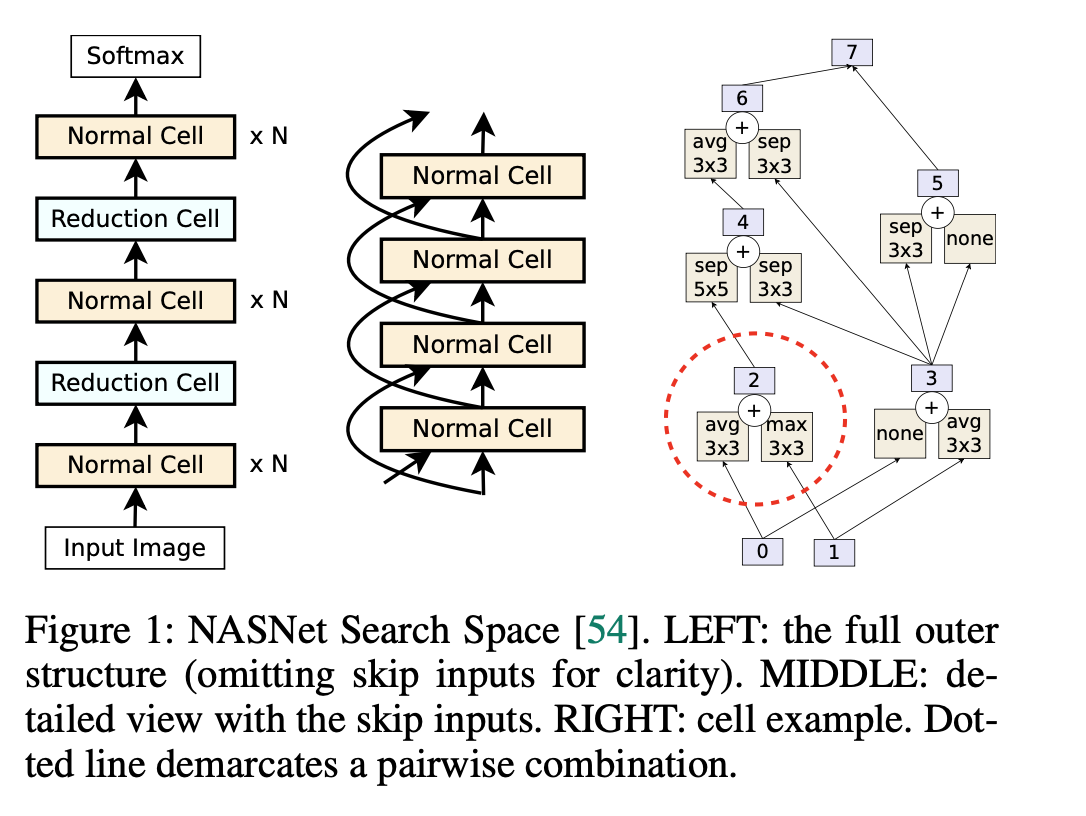 Softmax
Normal Cell x N
Reduction Cell
Normal Cell x N
Reduction Cell
Normal Cell x N
Input Image
Normal Cell
Normal Cell
Normal Cell
Normal Cell
7
6
+
avg 3x3
sep 3x3
5
+
sep 3x3
none
4
+
sep 5x5
sep 3x3
2
+
avg 3x3
max 3x3
3
+
none
avg 3x3
0
1
Figure 1: NASNet Search Space [54]. LEFT: the full outer
structure (omitting skip inputs for clarity). MIDDLE: de-
tailed view with the skip inputs. RIGHT: cell example. Dot-
ted line demarcates a pairwise combination.